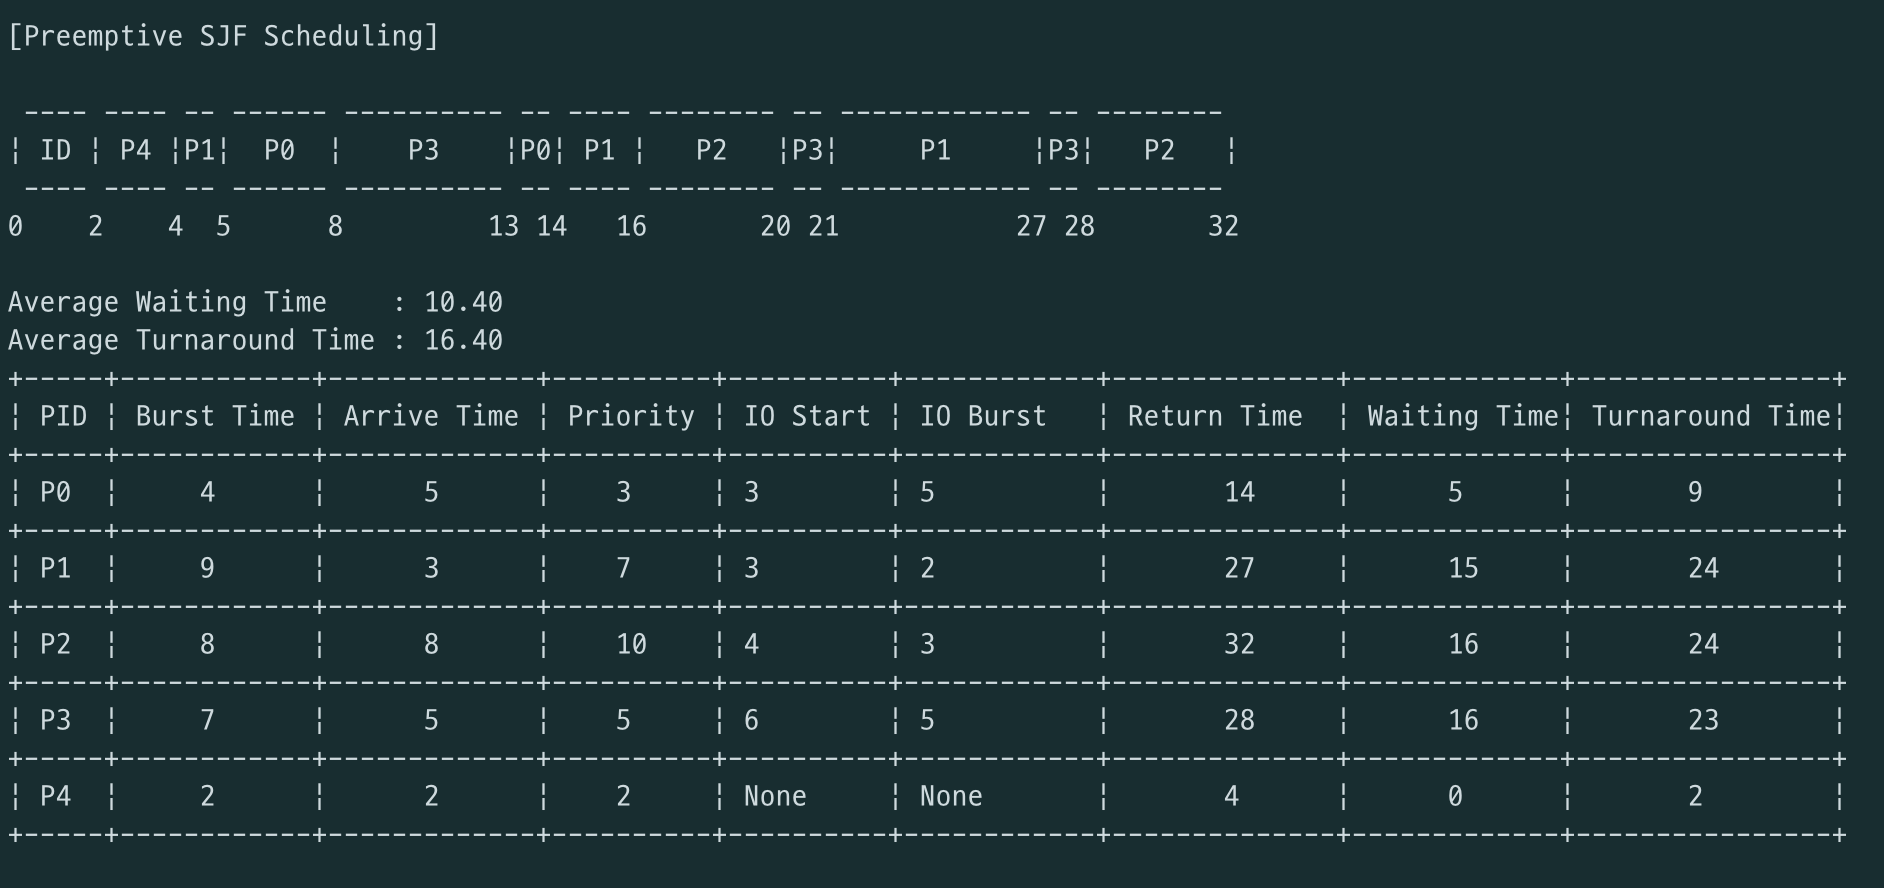 [Preemptive SJF Scheduling]
 ---- ---- -- ------ ---------- -- ---- -------- -- ------------ -- --------
¦ ID ¦ P4 ¦P1¦  P0  ¦    P3    ¦P0¦ P1 ¦   P2   ¦P3¦     P1     ¦P3¦   P2   ¦
 ---- ---- -- ------ ---------- -- ---- -------- -- ------------ -- --------
0    2    4  5      8         13 14   16       20 21           27 28       32
Average Waiting Time    : 10.40
Average Turnaround Time : 16.40
+-----+------------+-------------+----------+----------+------------+--------------+-------------+----------------+
¦ PID ¦ Burst Time ¦ Arrive Time ¦ Priority ¦ IO Start ¦ IO Burst   ¦ Return Time  ¦ Waiting Time¦ Turnaround Time¦
+-----+------------+-------------+----------+----------+------------+--------------+-------------+----------------+
¦ P0  ¦     4      ¦      5      ¦    3     ¦ 3        ¦ 5          ¦       14     ¦      5      ¦       9        ¦
+-----+------------+-------------+----------+----------+------------+--------------+-------------+----------------+
¦ P1  ¦     9      ¦      3      ¦    7     ¦ 3        ¦ 2          ¦       27     ¦      15     ¦       24       ¦
+-----+------------+-------------+----------+----------+------------+--------------+-------------+----------------+
¦ P2  ¦     8      ¦      8      ¦    10    ¦ 4        ¦ 3          ¦       32     ¦      16     ¦       24       ¦
+-----+------------+-------------+----------+----------+------------+--------------+-------------+----------------+
¦ P3  ¦     7      ¦      5      ¦    5     ¦ 6        ¦ 5          ¦       28     ¦      16     ¦       23       ¦
+-----+------------+-------------+----------+----------+------------+--------------+-------------+----------------+
¦ P4  ¦     2      ¦      2      ¦    2     ¦ None     ¦ None       ¦       4      ¦      0      ¦       2        ¦
+-----+------------+-------------+----------+----------+------------+--------------+-------------+----------------+